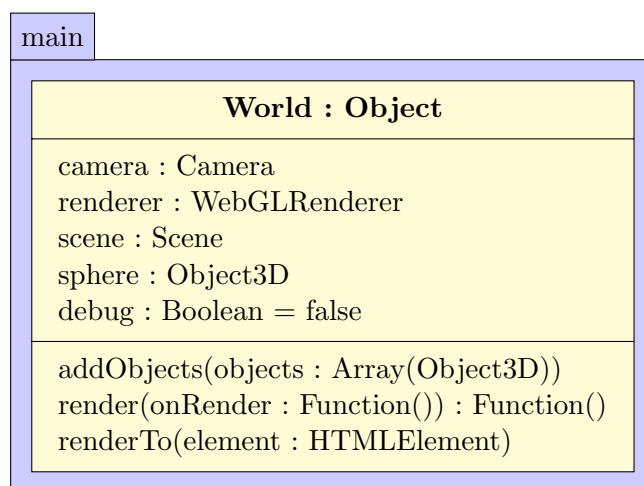 main
World : Object
camera : Camera
renderer : WebGLRenderer
scene : Scene
sphere : Object3D
debug : Boolean = false
addObjects(objects : Array(Object3D))
render(onRender : Function()) : Function()
renderTo(element : HTMLElement)